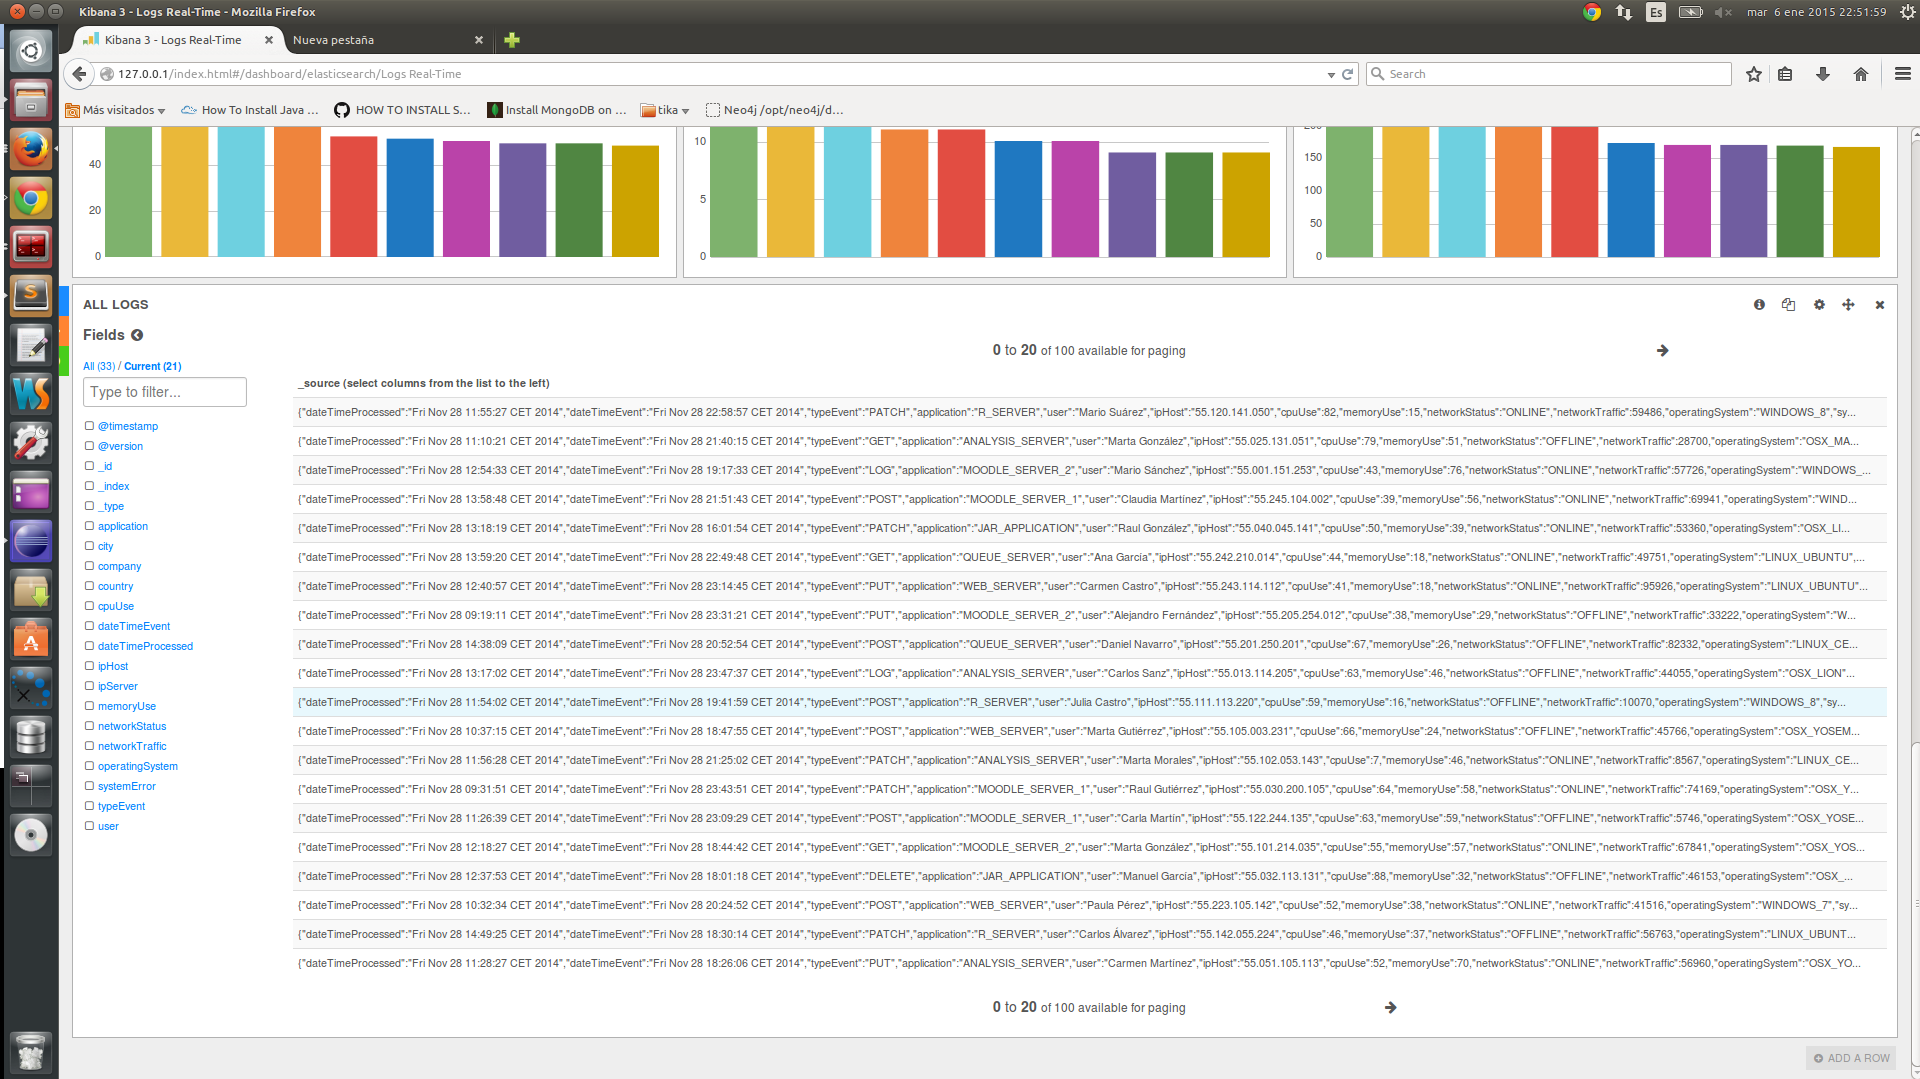 Kibana 3 - Logs Real-Time - Mozilla Firefox
Es
mar 6 ene 2015 22:51:59
Kibana 3 - Logs Real-Time
Nueva pestaña
127.0.0.1/index.html#/dashboard/elasticsearch/Logs Real-Time
Search
Más visitados
How To Install Java ...
HOW TO INSTALL S...
Install MongoDB on ...
tika
Neo4j /opt/neo4j/d...
40
20
0
10
5
0
200
150
100
50
0
ALL LOGS
Fields
All (33) / Current (21)
Type to filter...
@timestamp
@version
_id
_index
_type
application
city
company
country
cpuUse
dateTimeEvent
dateTimeProcessed
ipHost
ipServer
memoryUse
networkStatus
networkTraffic
operatingSystem
systemError
typeEvent
user
0 to 20 of 100 available for paging
_source (select columns from the list to the left)
{"dateTimeProcessed":"Fri Nov 28 11:55:27 CET 2014","dateTimeEvent":"Fri Nov 28 22:58:57 CET 2014","typeEvent":"PATCH","application":"R_SERVER","user":"Mario Suárez","ipHost":"55.120.141.050","cpuUse":82,"memoryUse":15,"networkStatus":"ONLINE","networkTraffic":59486,"operatingSystem":"WINDOWS_8","sy...
{"dateTimeProcessed":"Fri Nov 28 11:10:21 CET 2014","dateTimeEvent":"Fri Nov 28 21:40:15 CET 2014","typeEvent":"GET","application":"ANALYSIS_SERVER","user":"Marta González","ipHost":"55.025.131.051","cpuUse":79,"memoryUse":51,"networkStatus":"OFFLINE","networkTraffic":28700,"operatingSystem":"OSX_MA...
{"dateTimeProcessed":"Fri Nov 28 12:54:33 CET 2014","dateTimeEvent":"Fri Nov 28 19:17:33 CET 2014","typeEvent":"LOG","application":"MOODLE_SERVER_2","user":"Mario Sánchez","ipHost":"55.001.151.253","cpuUse":43,"memoryUse":76,"networkStatus":"ONLINE","networkTraffic":57726,"operatingSystem":"WINDOWS_...
{"dateTimeProcessed":"Fri Nov 28 13:58:48 CET 2014","dateTimeEvent":"Fri Nov 28 21:51:43 CET 2014","typeEvent":"POST","application":"MOODLE_SERVER_1","user":"Claudia Martínez","ipHost":"55.245.104.002","cpuUse":39,"memoryUse":56,"networkStatus":"ONLINE","networkTraffic":69941,"operatingSystem":"WIND...
{"dateTimeProcessed":"Fri Nov 28 13:18:19 CET 2014","dateTimeEvent":"Fri Nov 28 16:01:54 CET 2014","typeEvent":"PATCH","application":"JAR_APPLICATION","user":"Raul González","ipHost":"55.040.045.141","cpuUse":50,"memoryUse":39,"networkStatus":"ONLINE","networkTraffic":53360,"operatingSystem":"OSX_LI...
{"dateTimeProcessed":"Fri Nov 28 13:59:20 CET 2014","dateTimeEvent":"Fri Nov 28 22:49:48 CET 2014","typeEvent":"GET","application":"QUEUE_SERVER","user":"Ana García","ipHost":"55.242.210.014","cpuUse":44,"memoryUse":18,"networkStatus":"ONLINE","networkTraffic":49751,"operatingSystem":"LINUX_UBUNTU",...
{"dateTimeProcessed":"Fri Nov 28 12:40:57 CET 2014","dateTimeEvent":"Fri Nov 28 23:14:45 CET 2014","typeEvent":"PUT","application":"WEB_SERVER","user":"Carmen Castro","ipHost":"55.243.114.112","cpuUse":41,"memoryUse":18,"networkStatus":"ONLINE","networkTraffic":95926,"operatingSystem":"LINUX_UBUNTU"...
{"dateTimeProcessed":"Fri Nov 28 09:19:11 CET 2014","dateTimeEvent":"Fri Nov 28 23:31:21 CET 2014","typeEvent":"PUT","application":"MOODLE_SERVER_2","user":"Alejandro Fernández","ipHost":"55.205.254.012","cpuUse":38,"memoryUse":29,"networkStatus":"OFFLINE","networkTraffic":33222,"operatingSystem":"W...
{"dateTimeProcessed":"Fri Nov 28 14:38:09 CET 2014","dateTimeEvent":"Fri Nov 28 20:52:54 CET 2014","typeEvent":"POST","application":"QUEUE_SERVER","user":"Daniel Navarro","ipHost":"55.201.250.201","cpuUse":67,"memoryUse":26,"networkStatus":"OFFLINE","networkTraffic":82332,"operatingSystem":"LINUX_CE...
{"dateTimeProcessed":"Fri Nov 28 13:17:02 CET 2014","dateTimeEvent":"Fri Nov 28 23:47:37 CET 2014","typeEvent":"LOG","application":"ANALYSIS_SERVER","user":"Carlos Sanz","ipHost":"55.013.114.205","cpuUse":63,"memoryUse":46,"networkStatus":"OFFLINE","networkTraffic":44055,"operatingSystem":"OSX_LION"...
{"dateTimeProcessed":"Fri Nov 28 11:54:02 CET 2014","dateTimeEvent":"Fri Nov 28 19:41:59 CET 2014","typeEvent":"POST","application":"R_SERVER","user":"Julia Castro","ipHost":"55.111.113.220","cpuUse":59,"memoryUse":16,"networkStatus":"OFFLINE","networkTraffic":10070,"operatingSystem":"WINDOWS_8","sy...
{"dateTimeProcessed":"Fri Nov 28 10:37:15 CET 2014","dateTimeEvent":"Fri Nov 28 18:47:55 CET 2014","typeEvent":"POST","application":"WEB_SERVER","user":"Marta Gutiérrez","ipHost":"55.105.003.231","cpuUse":66,"memoryUse":24,"networkStatus":"OFFLINE","networkTraffic":45766,"operatingSystem":"OSX_YOSEM...
{"dateTimeProcessed":"Fri Nov 28 11:56:28 CET 2014","dateTimeEvent":"Fri Nov 28 21:25:02 CET 2014","typeEvent":"PATCH","application":"ANALYSIS_SERVER","user":"Marta Morales","ipHost":"55.102.053.143","cpuUse":7,"memoryUse":46,"networkStatus":"ONLINE","networkTraffic":8567,"operatingSystem":"LINUX_CE...
{"dateTimeProcessed":"Fri Nov 28 09:31:51 CET 2014","dateTimeEvent":"Fri Nov 28 23:43:51 CET 2014","typeEvent":"PATCH","application":"MOODLE_SERVER_1","user":"Raul Gutiérrez","ipHost":"55.030.200.105","cpuUse":64,"memoryUse":58,"networkStatus":"ONLINE","networkTraffic":74169,"operatingSystem":"OSX_Y...
{"dateTimeProcessed":"Fri Nov 28 11:26:39 CET 2014","dateTimeEvent":"Fri Nov 28 23:09:29 CET 2014","typeEvent":"POST","application":"MOODLE_SERVER_1","user":"Carla Martín","ipHost":"55.122.244.135","cpuUse":63,"memoryUse":59,"networkStatus":"OFFLINE","networkTraffic":5746,"operatingSystem":"OSX_YOSE...
{"dateTimeProcessed":"Fri Nov 28 12:18:27 CET 2014","dateTimeEvent":"Fri Nov 28 18:44:42 CET 2014","typeEvent":"GET","application":"MOODLE_SERVER_2","user":"Marta González","ipHost":"55.101.214.035","cpuUse":55,"memoryUse":57,"networkStatus":"ONLINE","networkTraffic":67841,"operatingSystem":"OSX_YOS...
{"dateTimeProcessed":"Fri Nov 28 12:37:53 CET 2014","dateTimeEvent":"Fri Nov 28 18:01:18 CET 2014","typeEvent":"DELETE","application":"JAR_APPLICATION","user":"Manuel García","ipHost":"55.032.113.131","cpuUse":88,"memoryUse":32,"networkStatus":"OFFLINE","networkTraffic":46153,"operatingSystem":"OSX_...
{"dateTimeProcessed":"Fri Nov 28 10:32:34 CET 2014","dateTimeEvent":"Fri Nov 28 20:24:52 CET 2014","typeEvent":"POST","application":"WEB_SERVER","user":"Paula Pérez","ipHost":"55.223.105.142","cpuUse":52,"memoryUse":38,"networkStatus":"ONLINE","networkTraffic":41516,"operatingSystem":"WINDOWS_7","sy...
{"dateTimeProcessed":"Fri Nov 28 14:49:25 CET 2014","dateTimeEvent":"Fri Nov 28 18:30:14 CET 2014","typeEvent":"PATCH","application":"R_SERVER","user":"Carlos Álvarez","ipHost":"55.142.055.224","cpuUse":46,"memoryUse":37,"networkStatus":"OFFLINE","networkTraffic":56763,"operatingSystem":"LINUX_UBUNT...
{"dateTimeProcessed":"Fri Nov 28 11:28:27 CET 2014","dateTimeEvent":"Fri Nov 28 18:26:06 CET 2014","typeEvent":"PUT","application":"ANALYSIS_SERVER","user":"Carmen Martínez","ipHost":"55.051.105.113","cpuUse":52,"memoryUse":70,"networkStatus":"ONLINE","networkTraffic":56960,"operatingSystem":"OSX_YO...
0 to 20 of 100 available for paging
ADD A ROW